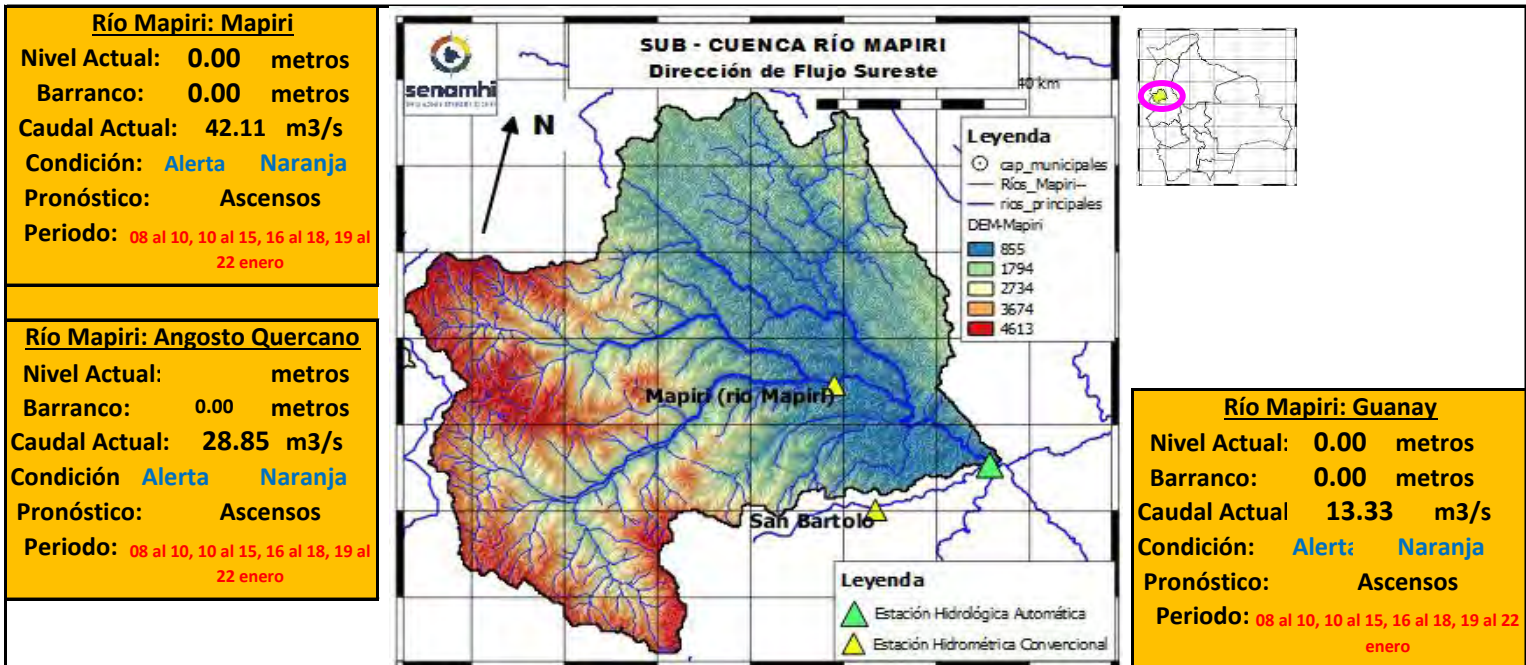 Río Mapiri: Mapiri
Nivel Actual: 0.00 metros
Barranco: 0.00 metros
Caudal Actual: 42.11 m3/s
Condición: Alerta Naranja
Pronóstico: Ascensos
Periodo: 08 al 10, 10 al 15, 16 al 18, 19 al
22 enero
Río Mapiri: Angosto Quercano
Nivel Actual: metros
Barranco: 0.00 metros
Caudal Actual: 28.85 m3/s
Condición Alerta Naranja
Pronóstico: Ascensos
Periodo: 08 al 10, 10 al 15, 16 al 18, 19 al
22 enero
senamhi
SUB - CUENCA RÍO MAPIRI
Dirección de Flujo Sureste
40 km
N
Leyenda
cap_municipales
Ríos_Mapiri--
rios_principales
DEM-Mapiri
855
1794
2734
3674
4613
Mapiri (rio Mapiri)
San Bartolo
Leyenda
Estación Hidrológica Automática
Estación Hidrométrica Convencional
Río Mapiri: Guanay
Nivel Actual: 0.00 metros
Barranco: 0.00 metros
Caudal Actual 13.33 m3/s
Condición: Alerta Naranja
Pronóstico: Ascensos
Periodo: 08 al 10, 10 al 15, 16 al 18, 19 al 22
enero